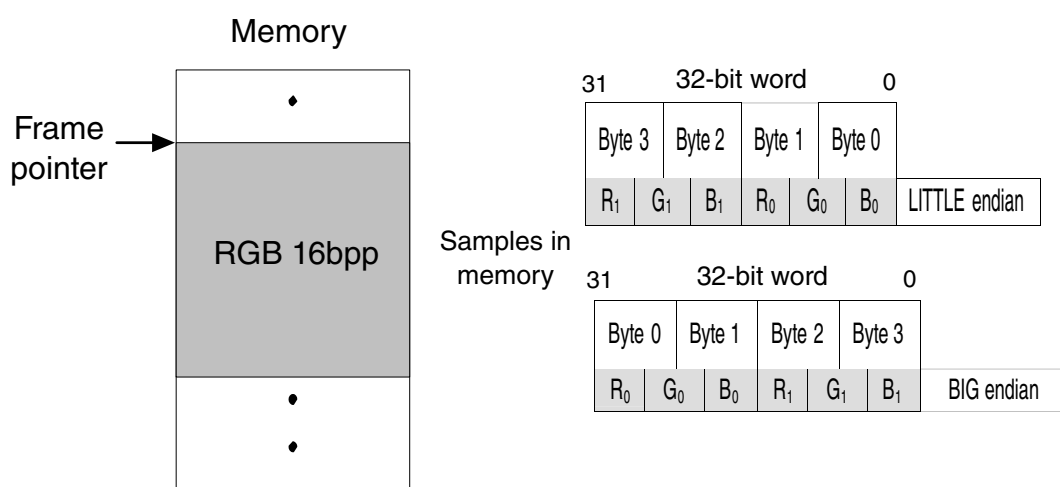 Memory
Frame
pointer
RGB 16bpp
Samples in
memory
31 32-bit word 0
Byte 3 Byte 2 Byte 1 Byte 0
R₁ G₁ B₁ R₀ G₀ B₀ LITTLE endian
31 32-bit word 0
Byte 0 Byte 1 Byte 2 Byte 3
R₀ G₀ B₀ R₁ G₁ B₁ BIG endian